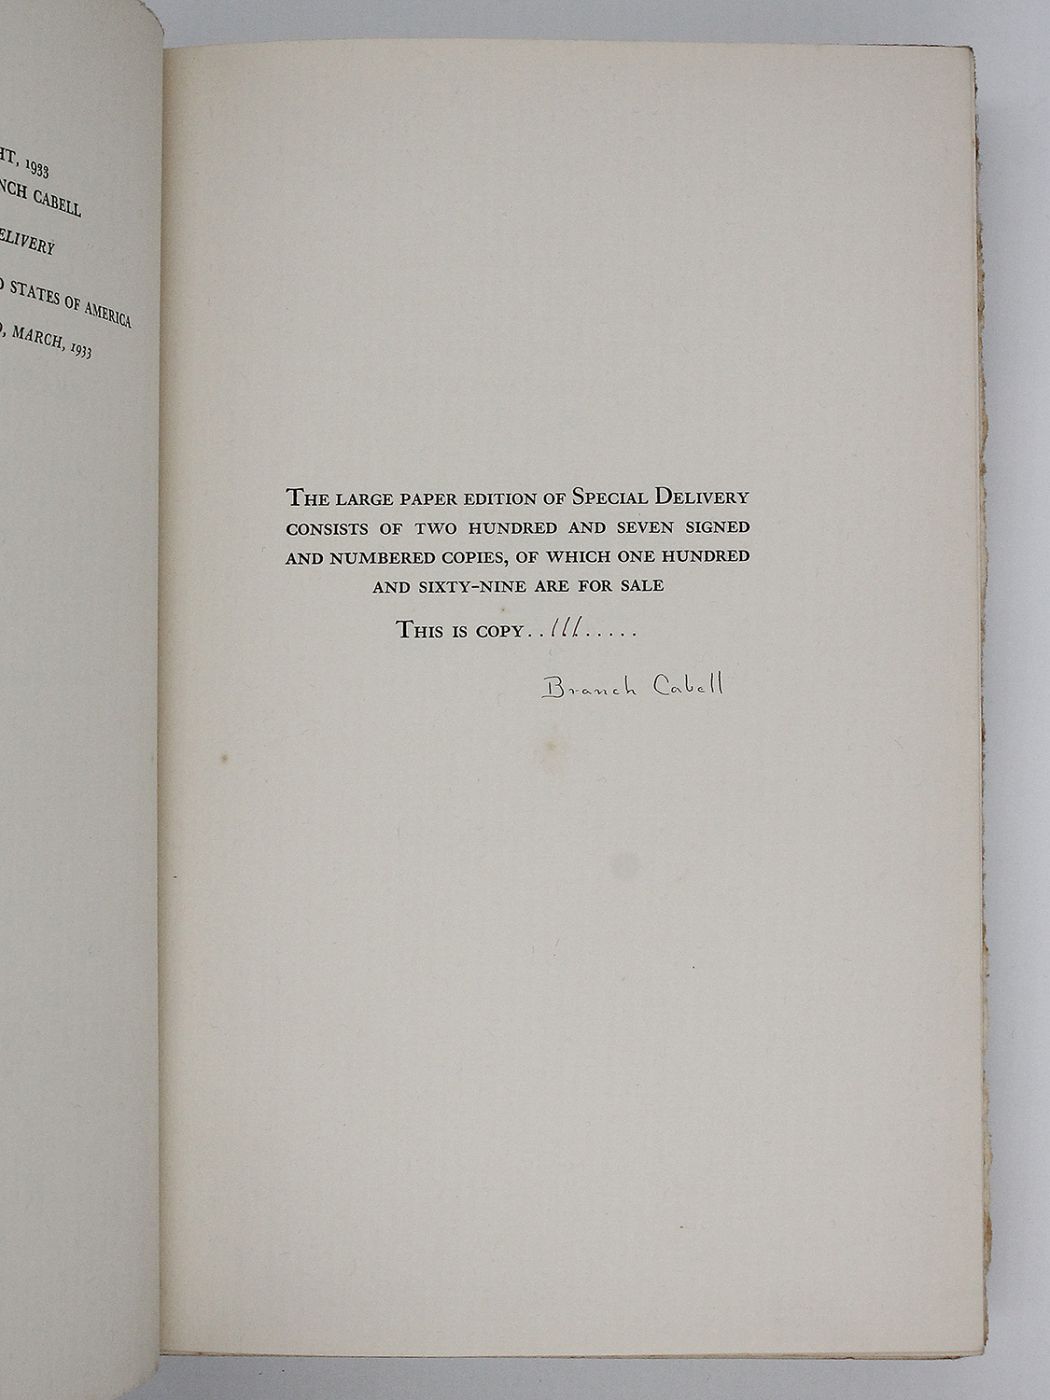 HT, 1933
NCH CABELL
ELIVERY
STATES OF AMERICA
, MARCH, 1933
THE LARGE PAPER EDITION OF SPECIAL DELIVERY
CONSISTS OF TWO HUNDRED AND SEVEN SIGNED
AND NUMBERED COPIES, OF WHICH ONE HUNDRED
AND SIXTY-NINE ARE FOR SALE
THIS IS COPY..111.....
Branch Cabell